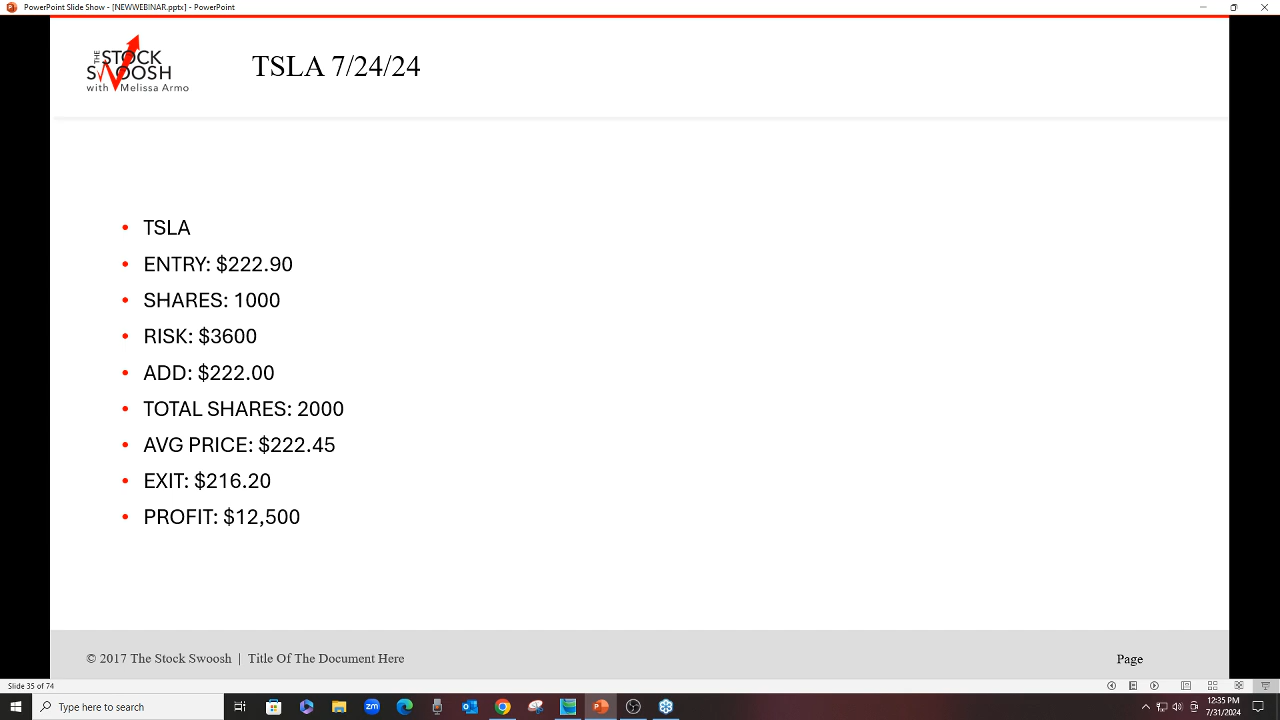 PowerPoint Slide Show - [NEWWEBINAR.pptx] - PowerPoint
THE STOCK
SWOOSH
with Melissa Armo
TSLA 7/24/24
• TSLA
• ENTRY: $222.90
• SHARES: 1000
• RISK: $3600
• ADD: $222.00
• TOTAL SHARES: 2000
• AVG PRICE: $222.45
• EXIT: $216.20
• PROFIT: $12,500
© 2017 The Stock Swoosh | Title Of The Document Here
Page
Slide 35 of 74
Type here to search
zm
12:35 PM
7/31/2024